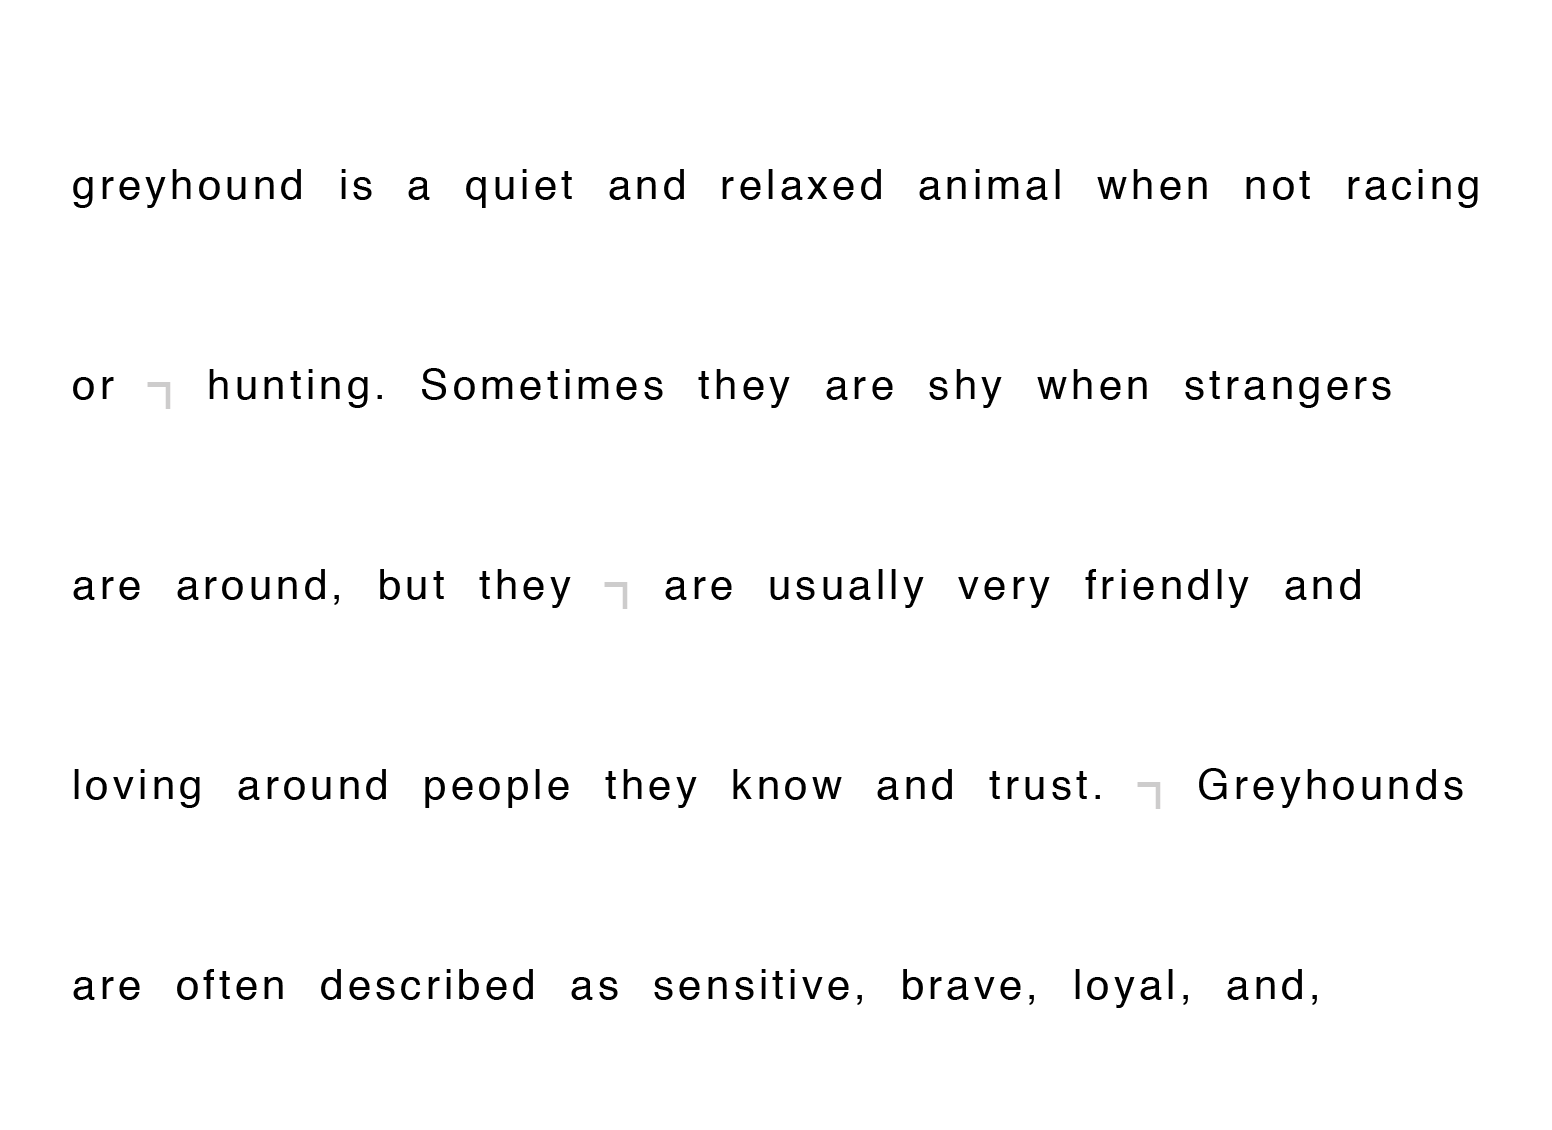 greyhound is a quiet and relaxed animal when not racing
or ¬ hunting. Sometimes they are shy when strangers
are around, but they ¬ are usually very friendly and
loving around people they know and trust. ¬ Greyhounds
are often described as sensitive, brave, loyal, and,